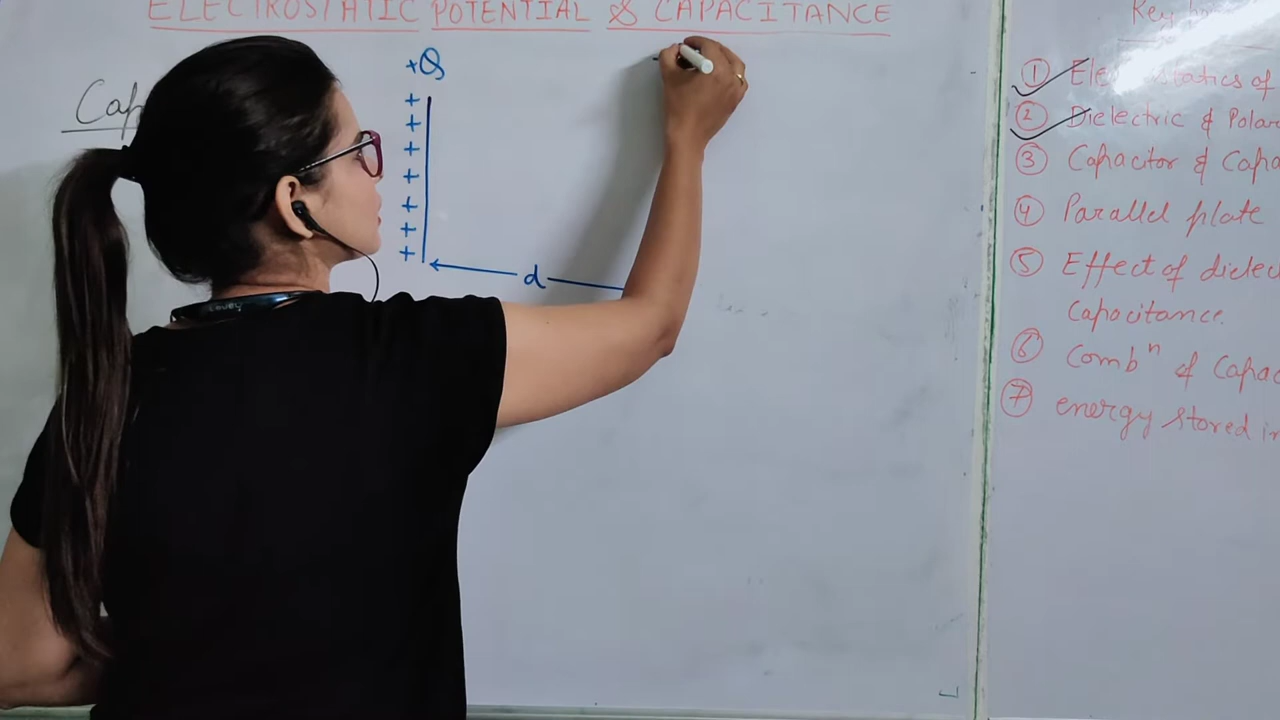 ELECTROSTATIC POTENTIAL & CAPACITANCE
Cap
+Q
+
+
+
+
+
+
+
d
-
Key
① Electrostatics of
② Dielectric & Polar
③ Capacitor & Capa
④ Parallel plate
⑤ Effect of dielec
Capacitance.
⑥ Combⁿ of Capac
⑦ energy stored in